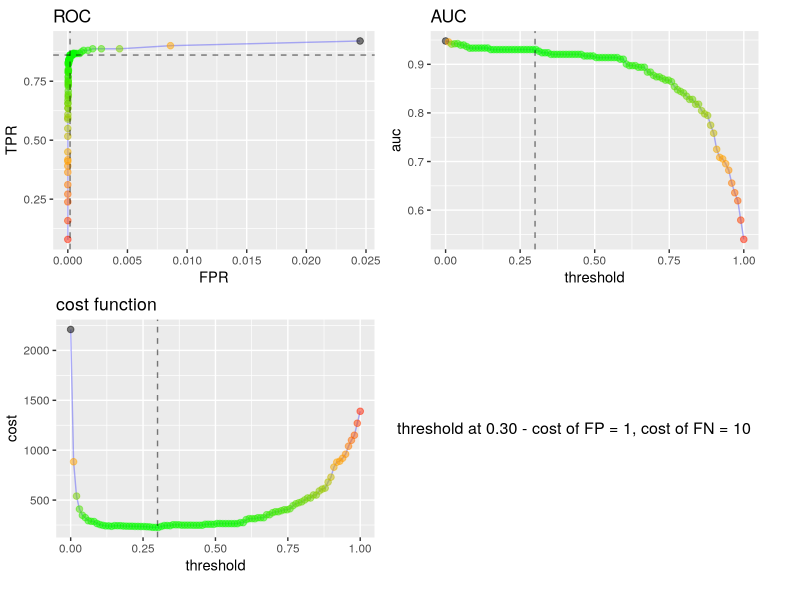 ROC
TPR
0.75
0.50
0.25
0.000 0.005 0.010 0.015 0.020 0.025
FPR
AUC
auc
0.9
0.8
0.7
0.6
0.00 0.25 0.50 0.75 1.00
threshold
cost function
cost
2000
1500
1000
500
0.00 0.25 0.50 0.75 1.00
threshold
threshold at 0.30 - cost of FP = 1, cost of FN = 10